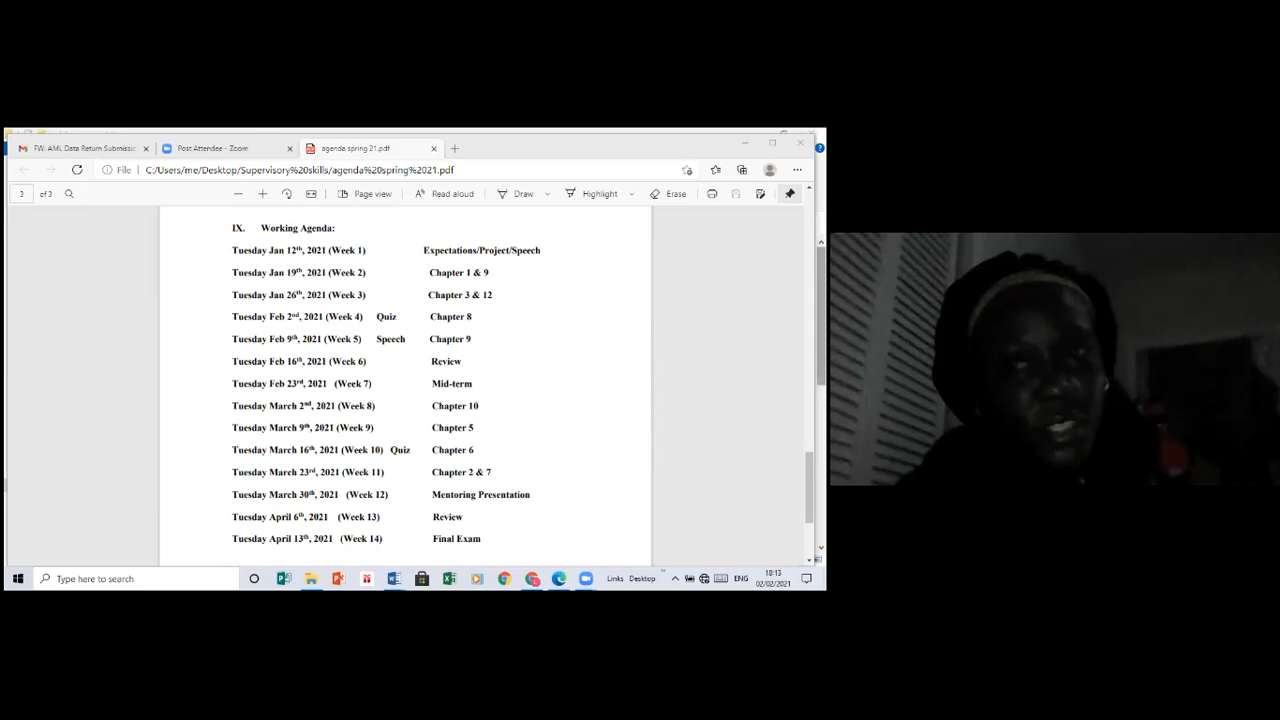 FW: AML Data Return Submissic
Post Attendee - Zoom
agenda spring 21.pdf
File C:/Users/me/Desktop/Supervisory%20skills/agenda%20spring%2021.pdf
3 of 3 Page view Read aloud Draw Highlight Erase
IX. Working Agenda:
Tuesday Jan 12th, 2021 (Week 1) Expectations/Project/Speech
Tuesday Jan 19th, 2021 (Week 2) Chapter 1 & 9
Tuesday Jan 26th, 2021 (Week 3) Chapter 3 & 12
Tuesday Feb 2nd, 2021 (Week 4) Quiz Chapter 8
Tuesday Feb 9th, 2021 (Week 5) Speech Chapter 9
Tuesday Feb 16th, 2021 (Week 6) Review
Tuesday Feb 23rd, 2021 (Week 7) Mid-term
Tuesday March 2nd, 2021 (Week 8) Chapter 10
Tuesday March 9th, 2021 (Week 9) Chapter 5
Tuesday March 16th, 2021 (Week 10) Quiz Chapter 6
Tuesday March 23rd, 2021 (Week 11) Chapter 2 & 7
Tuesday March 30th, 2021 (Week 12) Mentoring Presentation
Tuesday April 6th, 2021 (Week 13) Review
Tuesday April 13th, 2021 (Week 14) Final Exam
Type here to search
Links Desktop
ENG
18:13
02/02/2021